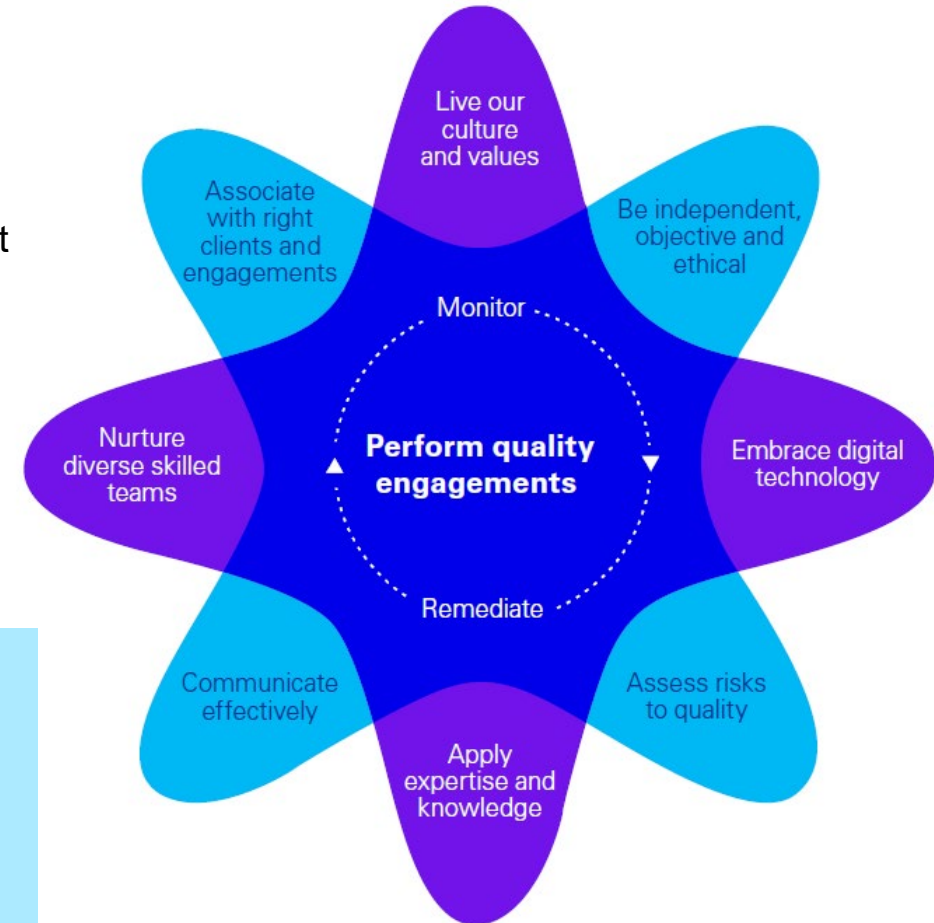 Live our
culture
and values
Be independent,
objective and
ethical
Embrace digital
technology
Assess risks
to quality
Apply
expertise and
knowledge
Communicate
effectively
Nurture
diverse skilled
teams
Associate
with right
clients and
engagements
t
Monitor
Perform quality
engagements
Remediate